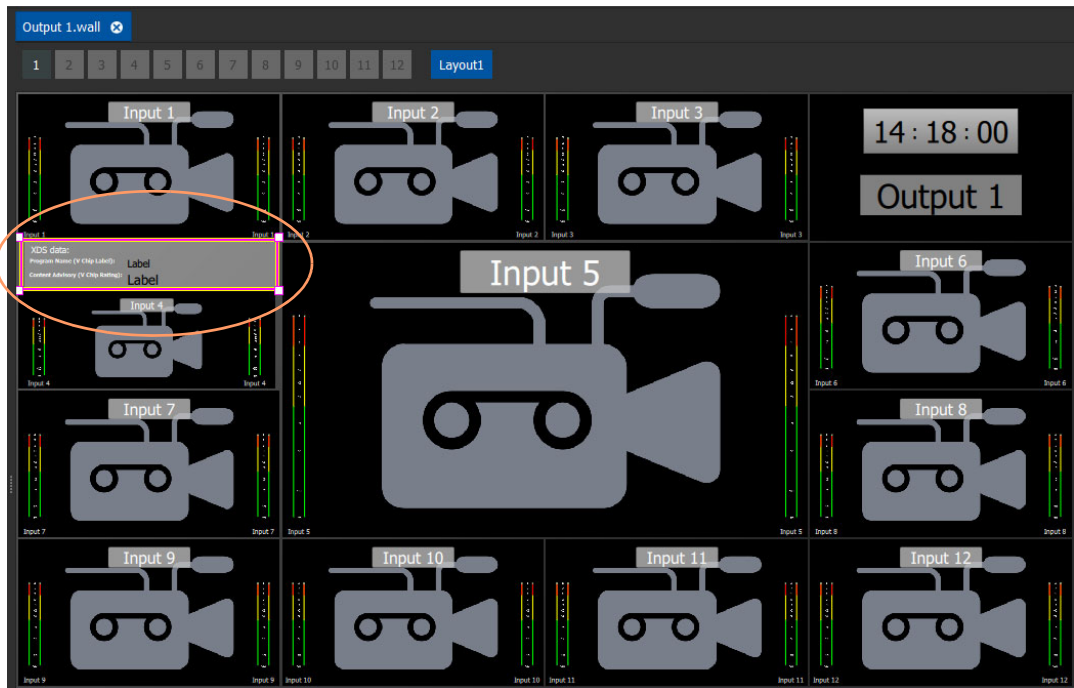 Output 1.wall
1 2 3 4 5 6 7 8 9 10 11 12 Layout1
Input 1
Input 2
Input 3
14:18:00
Output 1
Input 1 Input 1
Input 2 Input 2
Input 3 Input 3
XDS data:
Program Name (V Chip Label): Label
Content Advisory (V Chip Rating): Label
Input 4
Input 4 Input 4
Input 5
Input 6
Input 6 Input 6
Input 7
Input 8
Input 7 Input 7
Input 5 Input 5
Input 8 Input 8
Input 9
Input 10
Input 11
Input 12
Input 9 Input 9
Input 10 Input 10
Input 11 Input 11
Input 12 Input 12